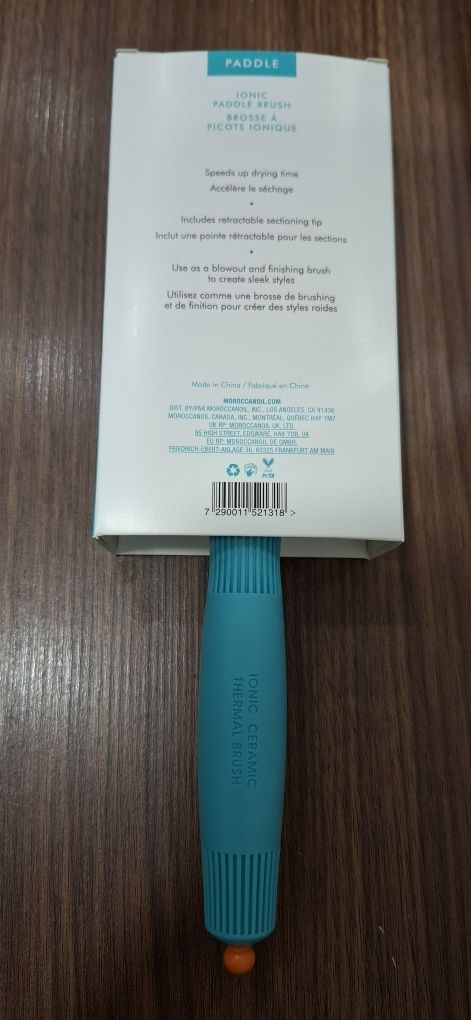 PADDLE
IONIC
PADDLE BRUSH
BROSSE À
PICOTS IONIQUE
Speeds up drying time
Accélère le séchage
•
Includes retractable sectioning tip
Inclut une pointe rétractable pour les sections
•
Use as a blowout and finishing brush
to create sleek styles
Utilisez comme une brosse de brushing
et de finition pour créer des styles raides
Made in China / Fabriqué en Chine
MOROCCANOIL.COM
DIST. BY/PAR MOROCCANOIL, INC., LOS ANGELES, CA 91436
MOROCCANOIL CANADA, INC., MONTRÉAL, QUÉBEC H4P 1M7
UK RP: MOROCCANOIL UK, LTD.
85 HIGH STREET, EDGWARE, HA8 7DB, UK
EU RP: MOROCCANOIL DE GMBH,
FRIEDRICH-EBERT-ANLAGE 36, 60325 FRANKFURT AM MAIN
PETA
7 290011 521318 >
IONIC CERAMIC
THERMAL BRUSH